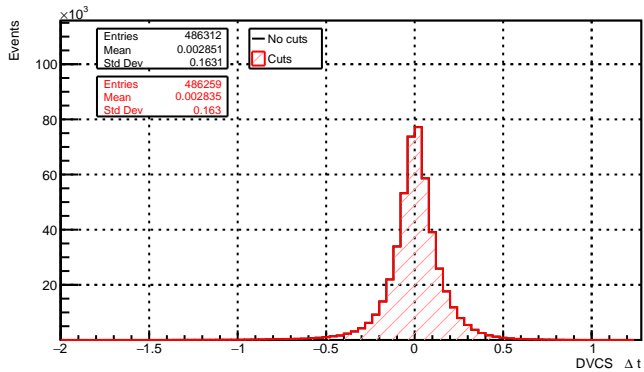 ×10³
Events
Entries 486312
Mean 0.002851
Std Dev 0.1631
Entries 486259
Mean 0.002835
Std Dev 0.163
No cuts
Cuts
100
80
60
40
20
−2 −1.5 −1 −0.5 0 0.5 1
DVCS Δ t